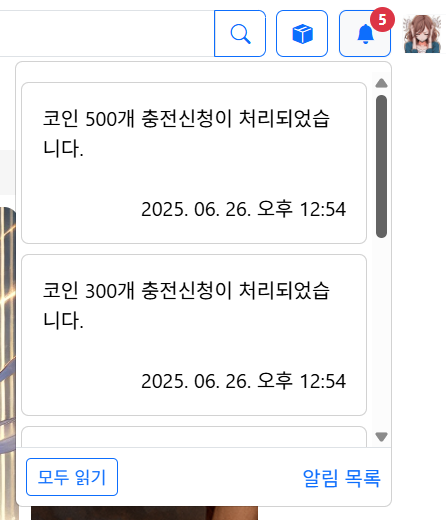 5
코인 500개 충전신청이 처리되었습
니다.
2025. 06. 26. 오후 12:54
코인 300개 충전신청이 처리되었습
니다.
2025. 06. 26. 오후 12:54
모두 읽기
알림 목록